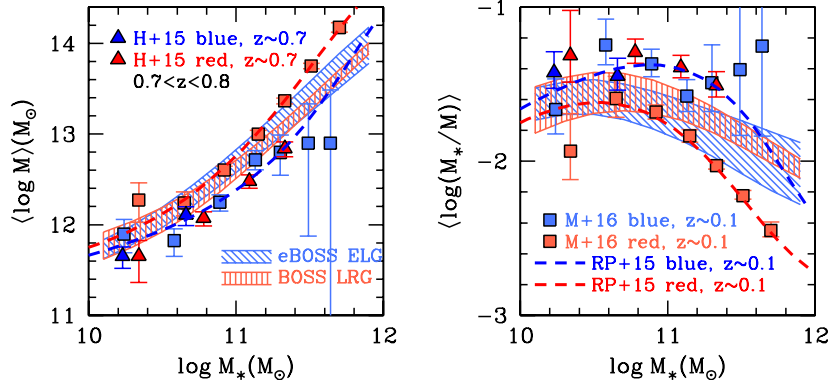 14
13
12
11
⟨log M⟩(M⊙)
H+15 blue, z~0.7
H+15 red, z~0.7
0.7<z<0.8
eBOSS ELG
BOSS LRG
10
11
12
log M*(M⊙)
-1
-2
-3
⟨log(M*/M)⟩
M+16 blue, z~0.1
M+16 red, z~0.1
RP+15 blue, z~0.1
RP+15 red, z~0.1
10
11
12
log M*(M⊙)